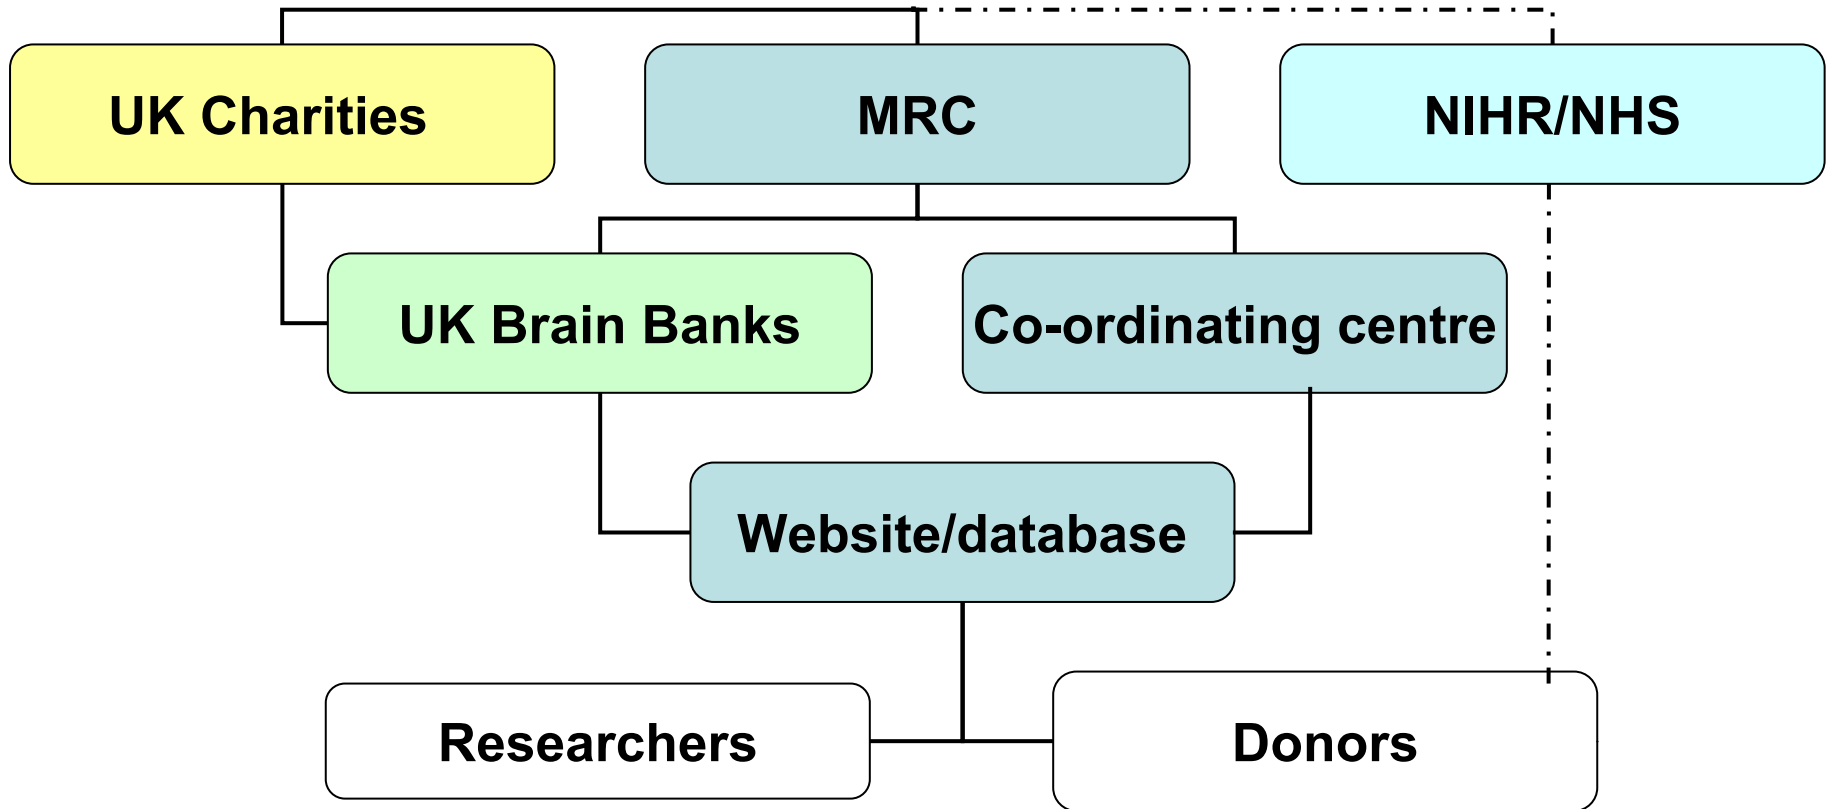 UK Charities
MRC
NIHR/NHS
UK Brain Banks
Co-ordinating centre
Website/database
Researchers
Donors